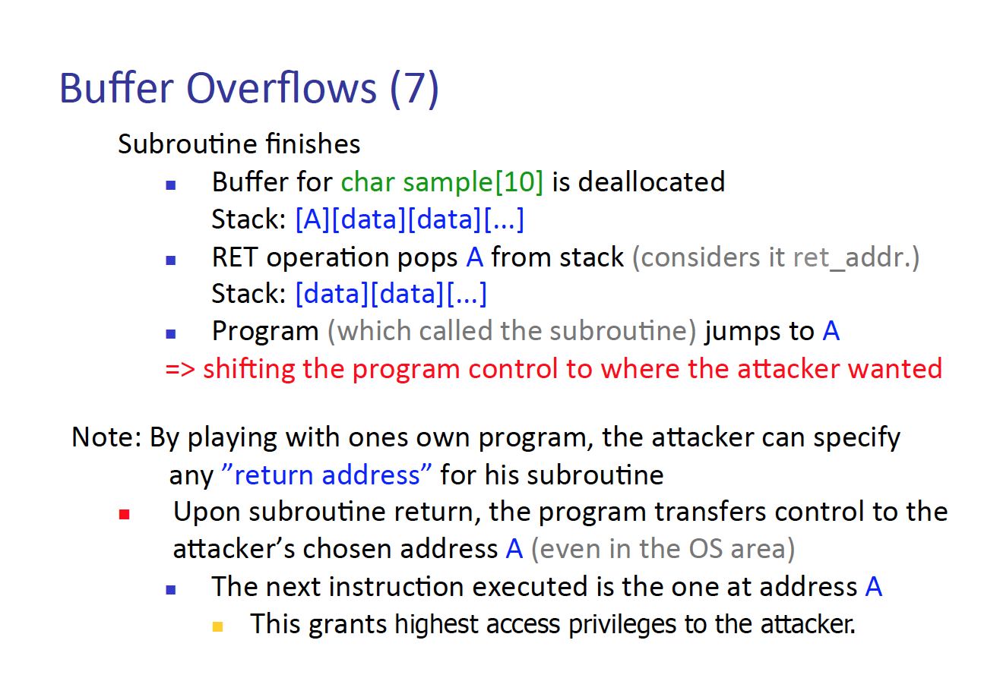 Buffer Overflows (7)
Subroutine finishes
Buffer for char sample[10] is deallocated
Stack: [A][data][data][...]
RET operation pops A from stack (considers it ret_addr.)
Stack: [data][data][...]
Program (which called the subroutine) jumps to A
=> shifting the program control to where the attacker wanted
Note: By playing with ones own program, the attacker can specify
any ”return address” for his subroutine
Upon subroutine return, the program transfers control to the
attacker’s chosen address A (even in the OS area)
The next instruction executed is the one at address A
This grants highest access privileges to the attacker.